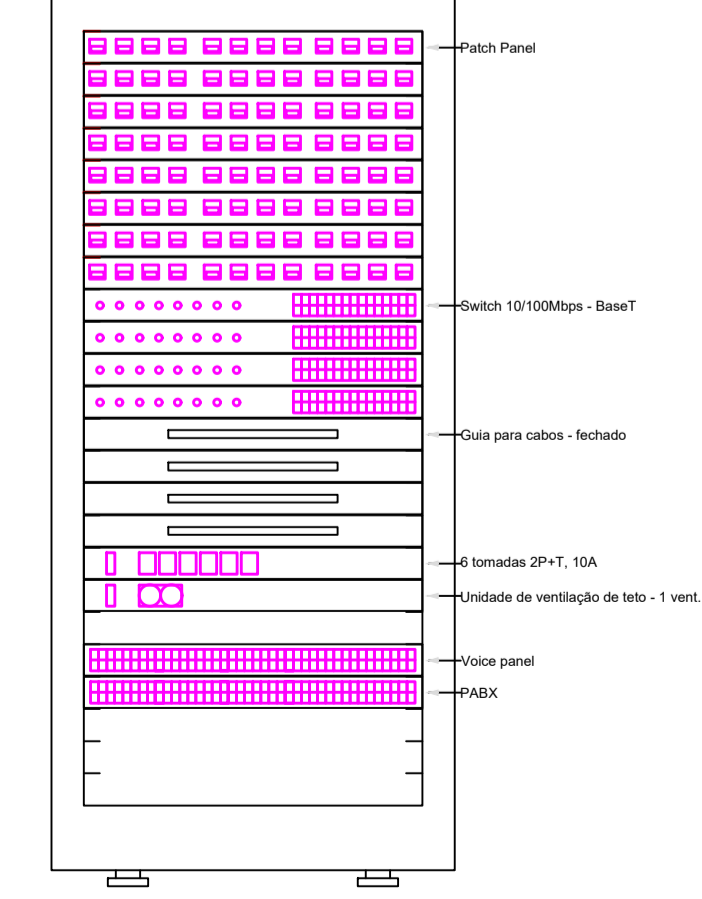 Patch Panel
Switch 10/100Mbps - BaseT
Guia para cabos - fechado
6 tomadas 2P+T, 10A
Unidade de ventilação de teto - 1 vent.
Voice panel
PABX